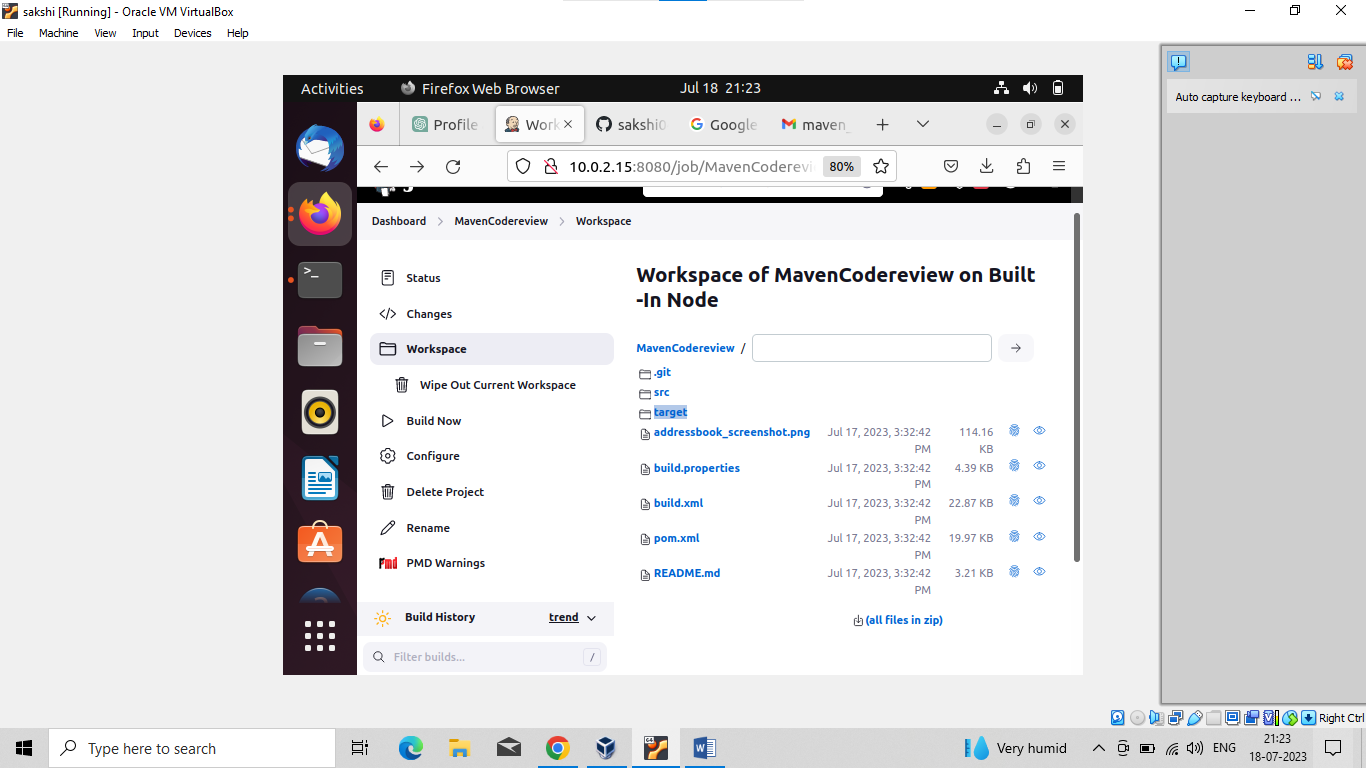 sakshi [Running] - Oracle VM VirtualBox
File Machine View Input Devices Help
Auto capture keyboard ...
Activities Firefox Web Browser Jul 18 21:23
Profile Work sakshi0 Google maven_
10.0.2.15:8080/job/MavenCoderevi 80%
Dashboard MavenCodereview Workspace
Status
Changes
Workspace
Wipe Out Current Workspace
Build Now
Configure
Delete Project
Rename
PMD Warnings
Build History trend
Filter builds... /
Workspace of MavenCodereview on Built
-In Node
MavenCodereview /
.git
src
target
addressbook_screenshot.png Jul 17, 2023, 3:32:42 114.16
PM KB
build.properties Jul 17, 2023, 3:32:42 4.39 KB
PM
build.xml Jul 17, 2023, 3:32:42 22.87 KB
PM
pom.xml Jul 17, 2023, 3:32:42 19.97 KB
PM
README.md Jul 17, 2023, 3:32:42 3.21 KB
PM
(all files in zip)
Right Ctrl
Type here to search
Very humid
ENG
21:23
18-07-2023